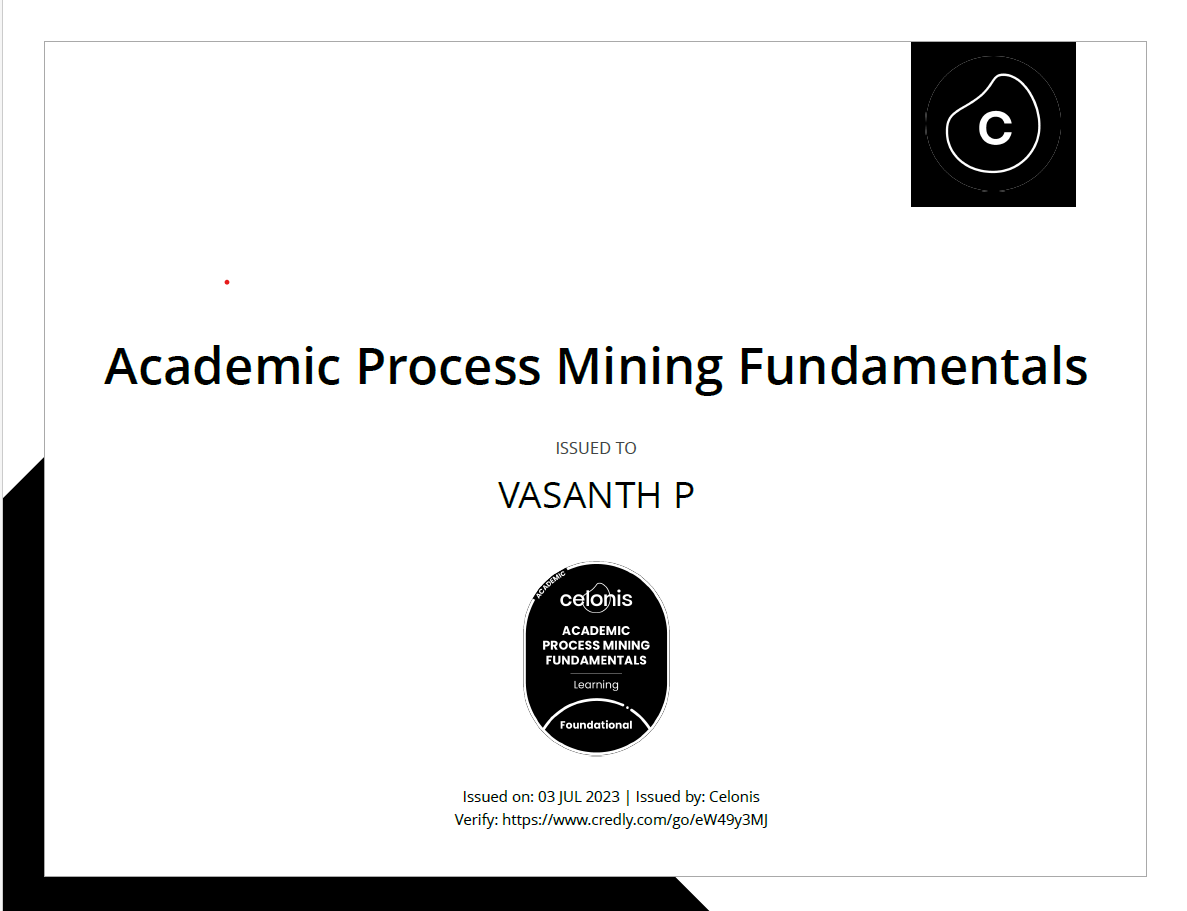 C
Academic Process Mining Fundamentals
ISSUED TO
VASANTH P
ACADEMIC
celonis
ACADEMIC
PROCESS MINING
FUNDAMENTALS
Learning
Foundational
Issued on: 03 JUL 2023 | Issued by: Celonis
Verify: https://www.credly.com/go/eW49y3MJ